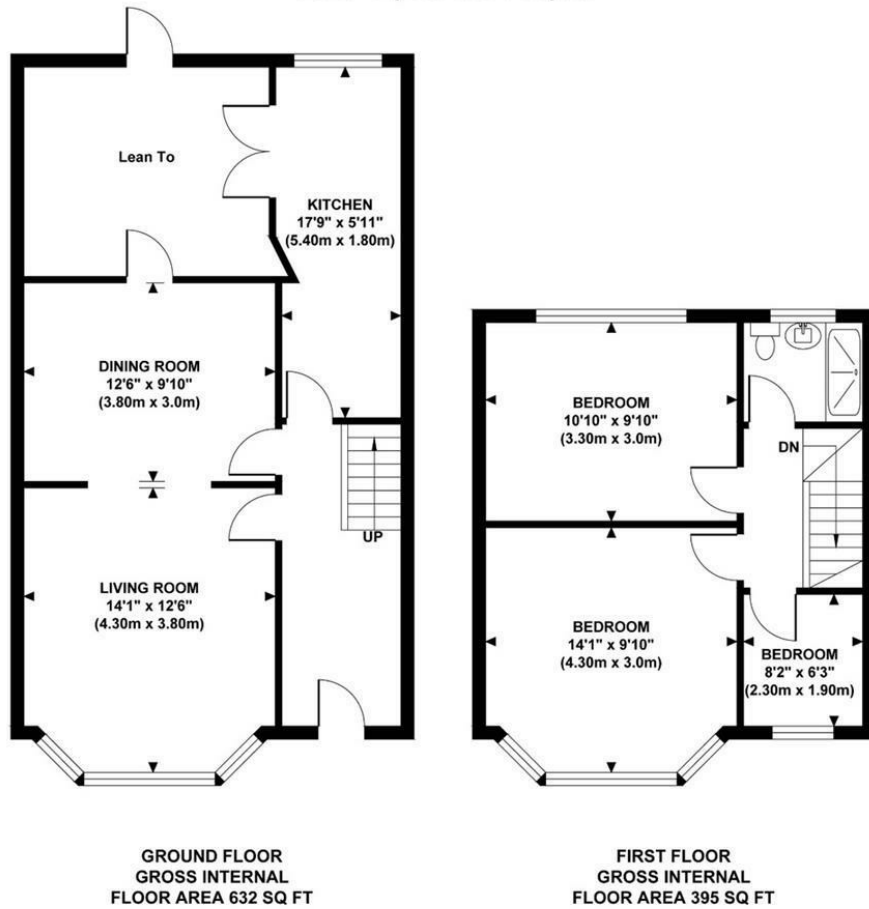 Lean To
KITCHEN
17'9" x 5'11"
(5.40m x 1.80m)
DINING ROOM
12'6" x 9'10"
(3.80m x 3.0m)
UP
LIVING ROOM
14'1" x 12'6"
(4.30m x 3.80m)
GROUND FLOOR
GROSS INTERNAL
FLOOR AREA 632 SQ FT
BEDROOM
10'10" x 9'10"
(3.30m x 3.0m)
DN
BEDROOM
14'1" x 9'10"
(4.30m x 3.0m)
BEDROOM
8'2" x 6'3"
(2.30m x 1.90m)
FIRST FLOOR
GROSS INTERNAL
FLOOR AREA 395 SQ FT